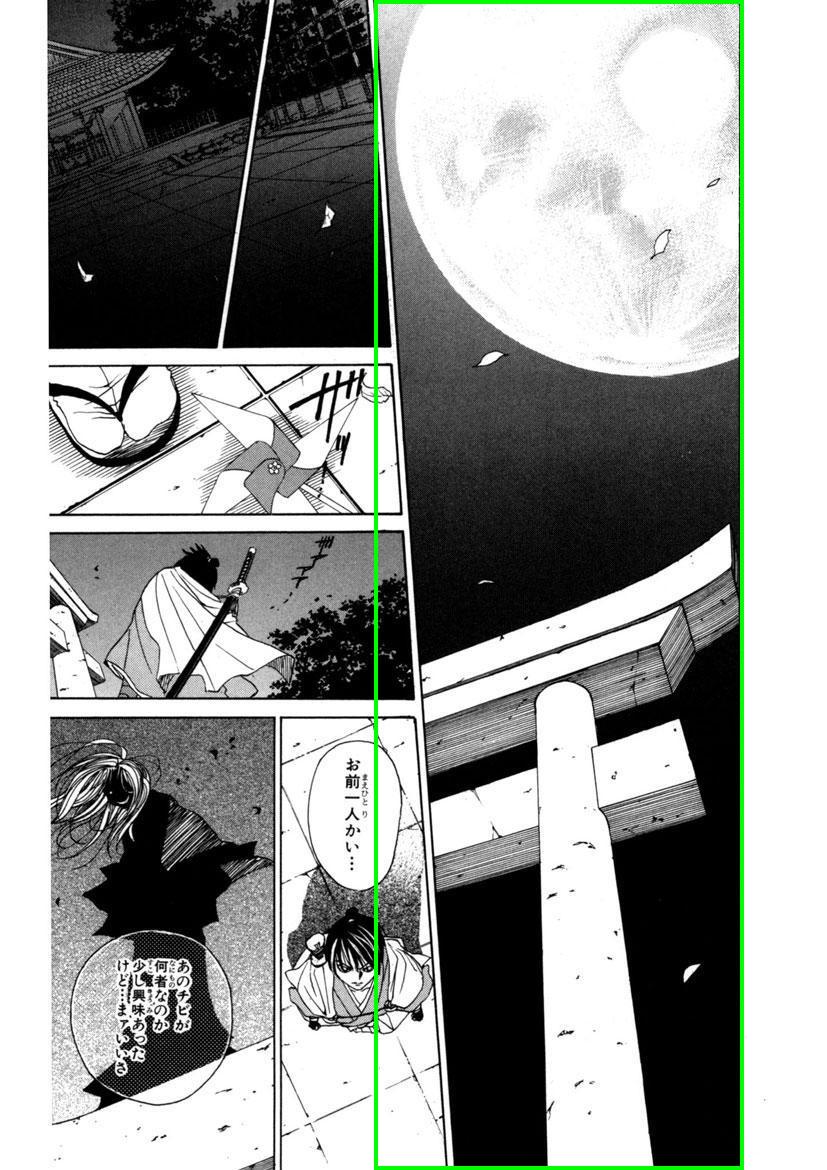 お前一人かい…
あのチビが
何者なのか
少し興味あった
けど…まァいいさ